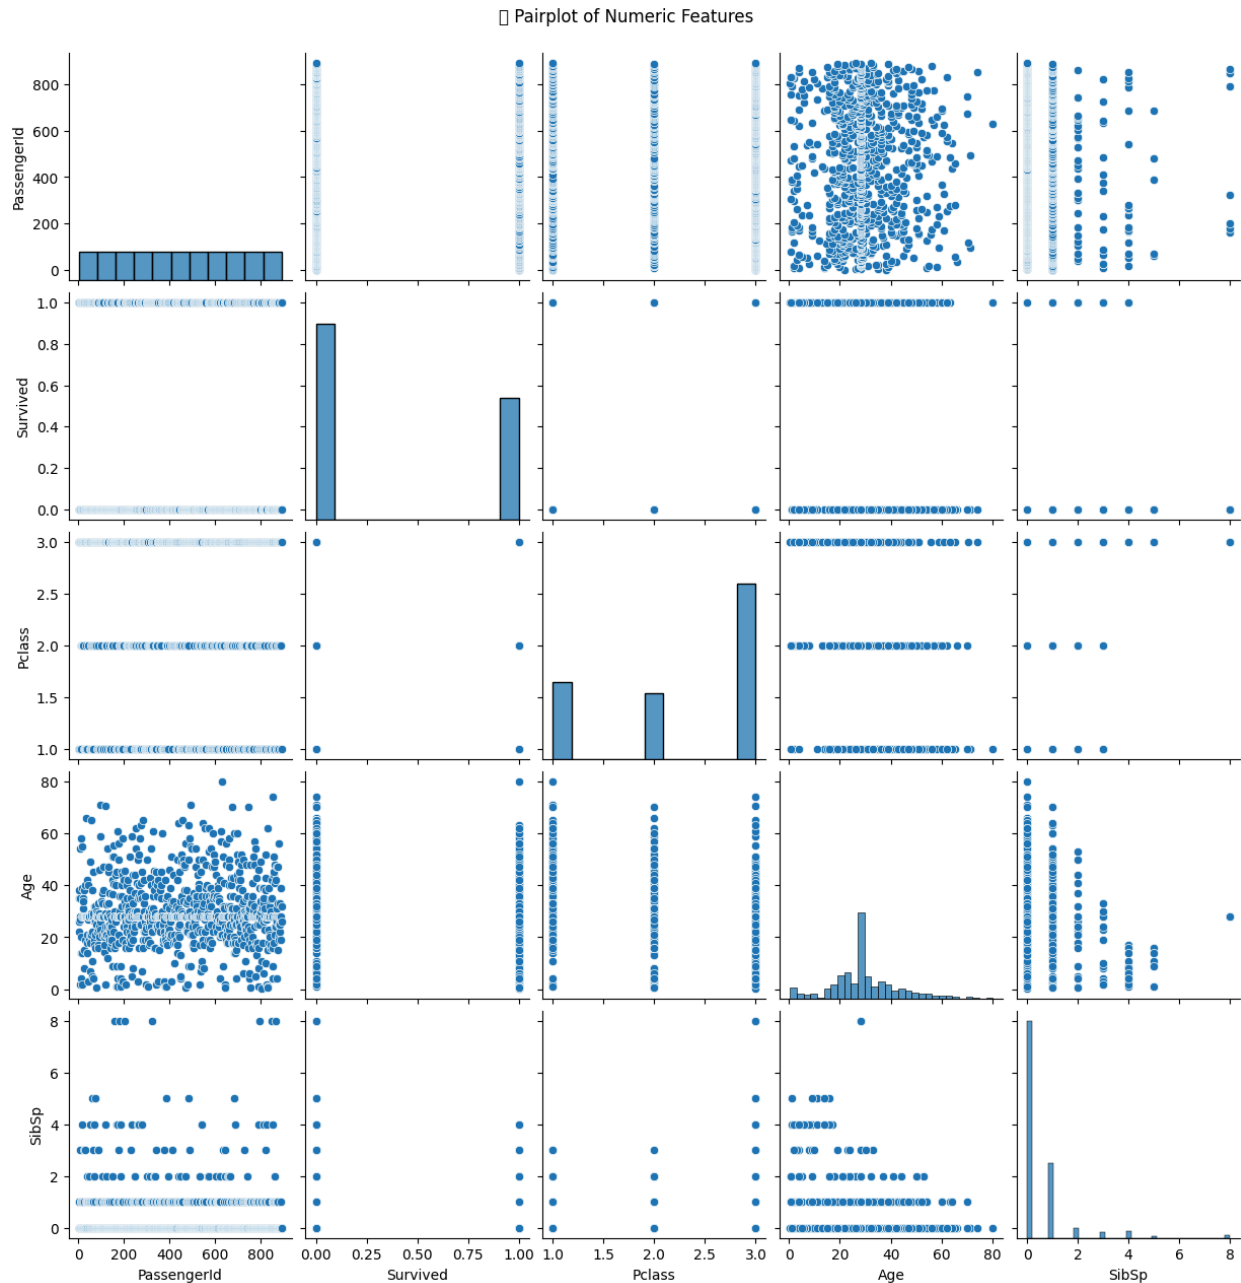 ▯ Pairplot of Numeric Features
PassengerId
800
600
400
200
0
Survived
1.0
0.8
0.6
0.4
0.2
0.0
Pclass
3.0
2.5
2.0
1.5
1.0
Age
80
60
40
20
0
SibSp
8
6
4
2
0
0 200 400 600 800
0.00 0.25 0.50 0.75 1.00
1.0 1.5 2.0 2.5 3.0
0 20 40 60 80
0 2 4 6 8
PassengerId
Survived
Pclass
Age
SibSp